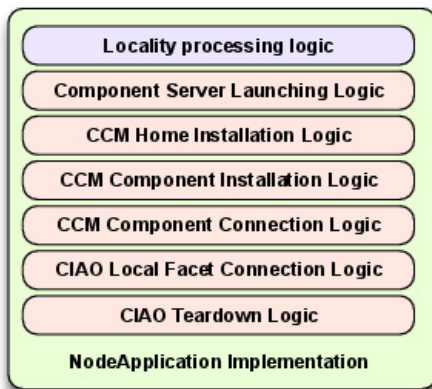 Locality processing logic
Component Server Launching Logic
CCM Home Installation Logic
CCM Component Installation Logic
CCM Component Connection Logic
CIAO Local Facet Connection Logic
CIAO Teardown Logic
NodeApplication Implementation